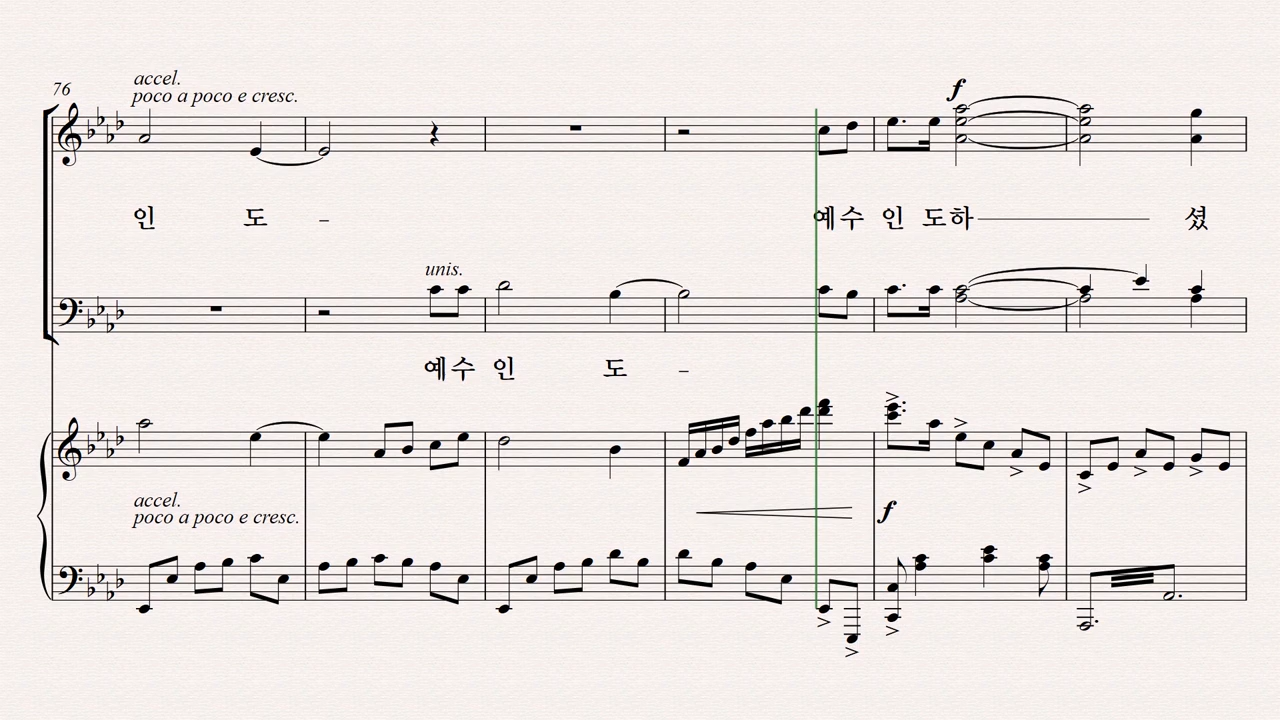 accel.
76
poco a poco e cresc.
f
인 도 - 예수 인 도하 셨
unis.
예수 인 도 -
accel.
poco a poco e cresc.
f